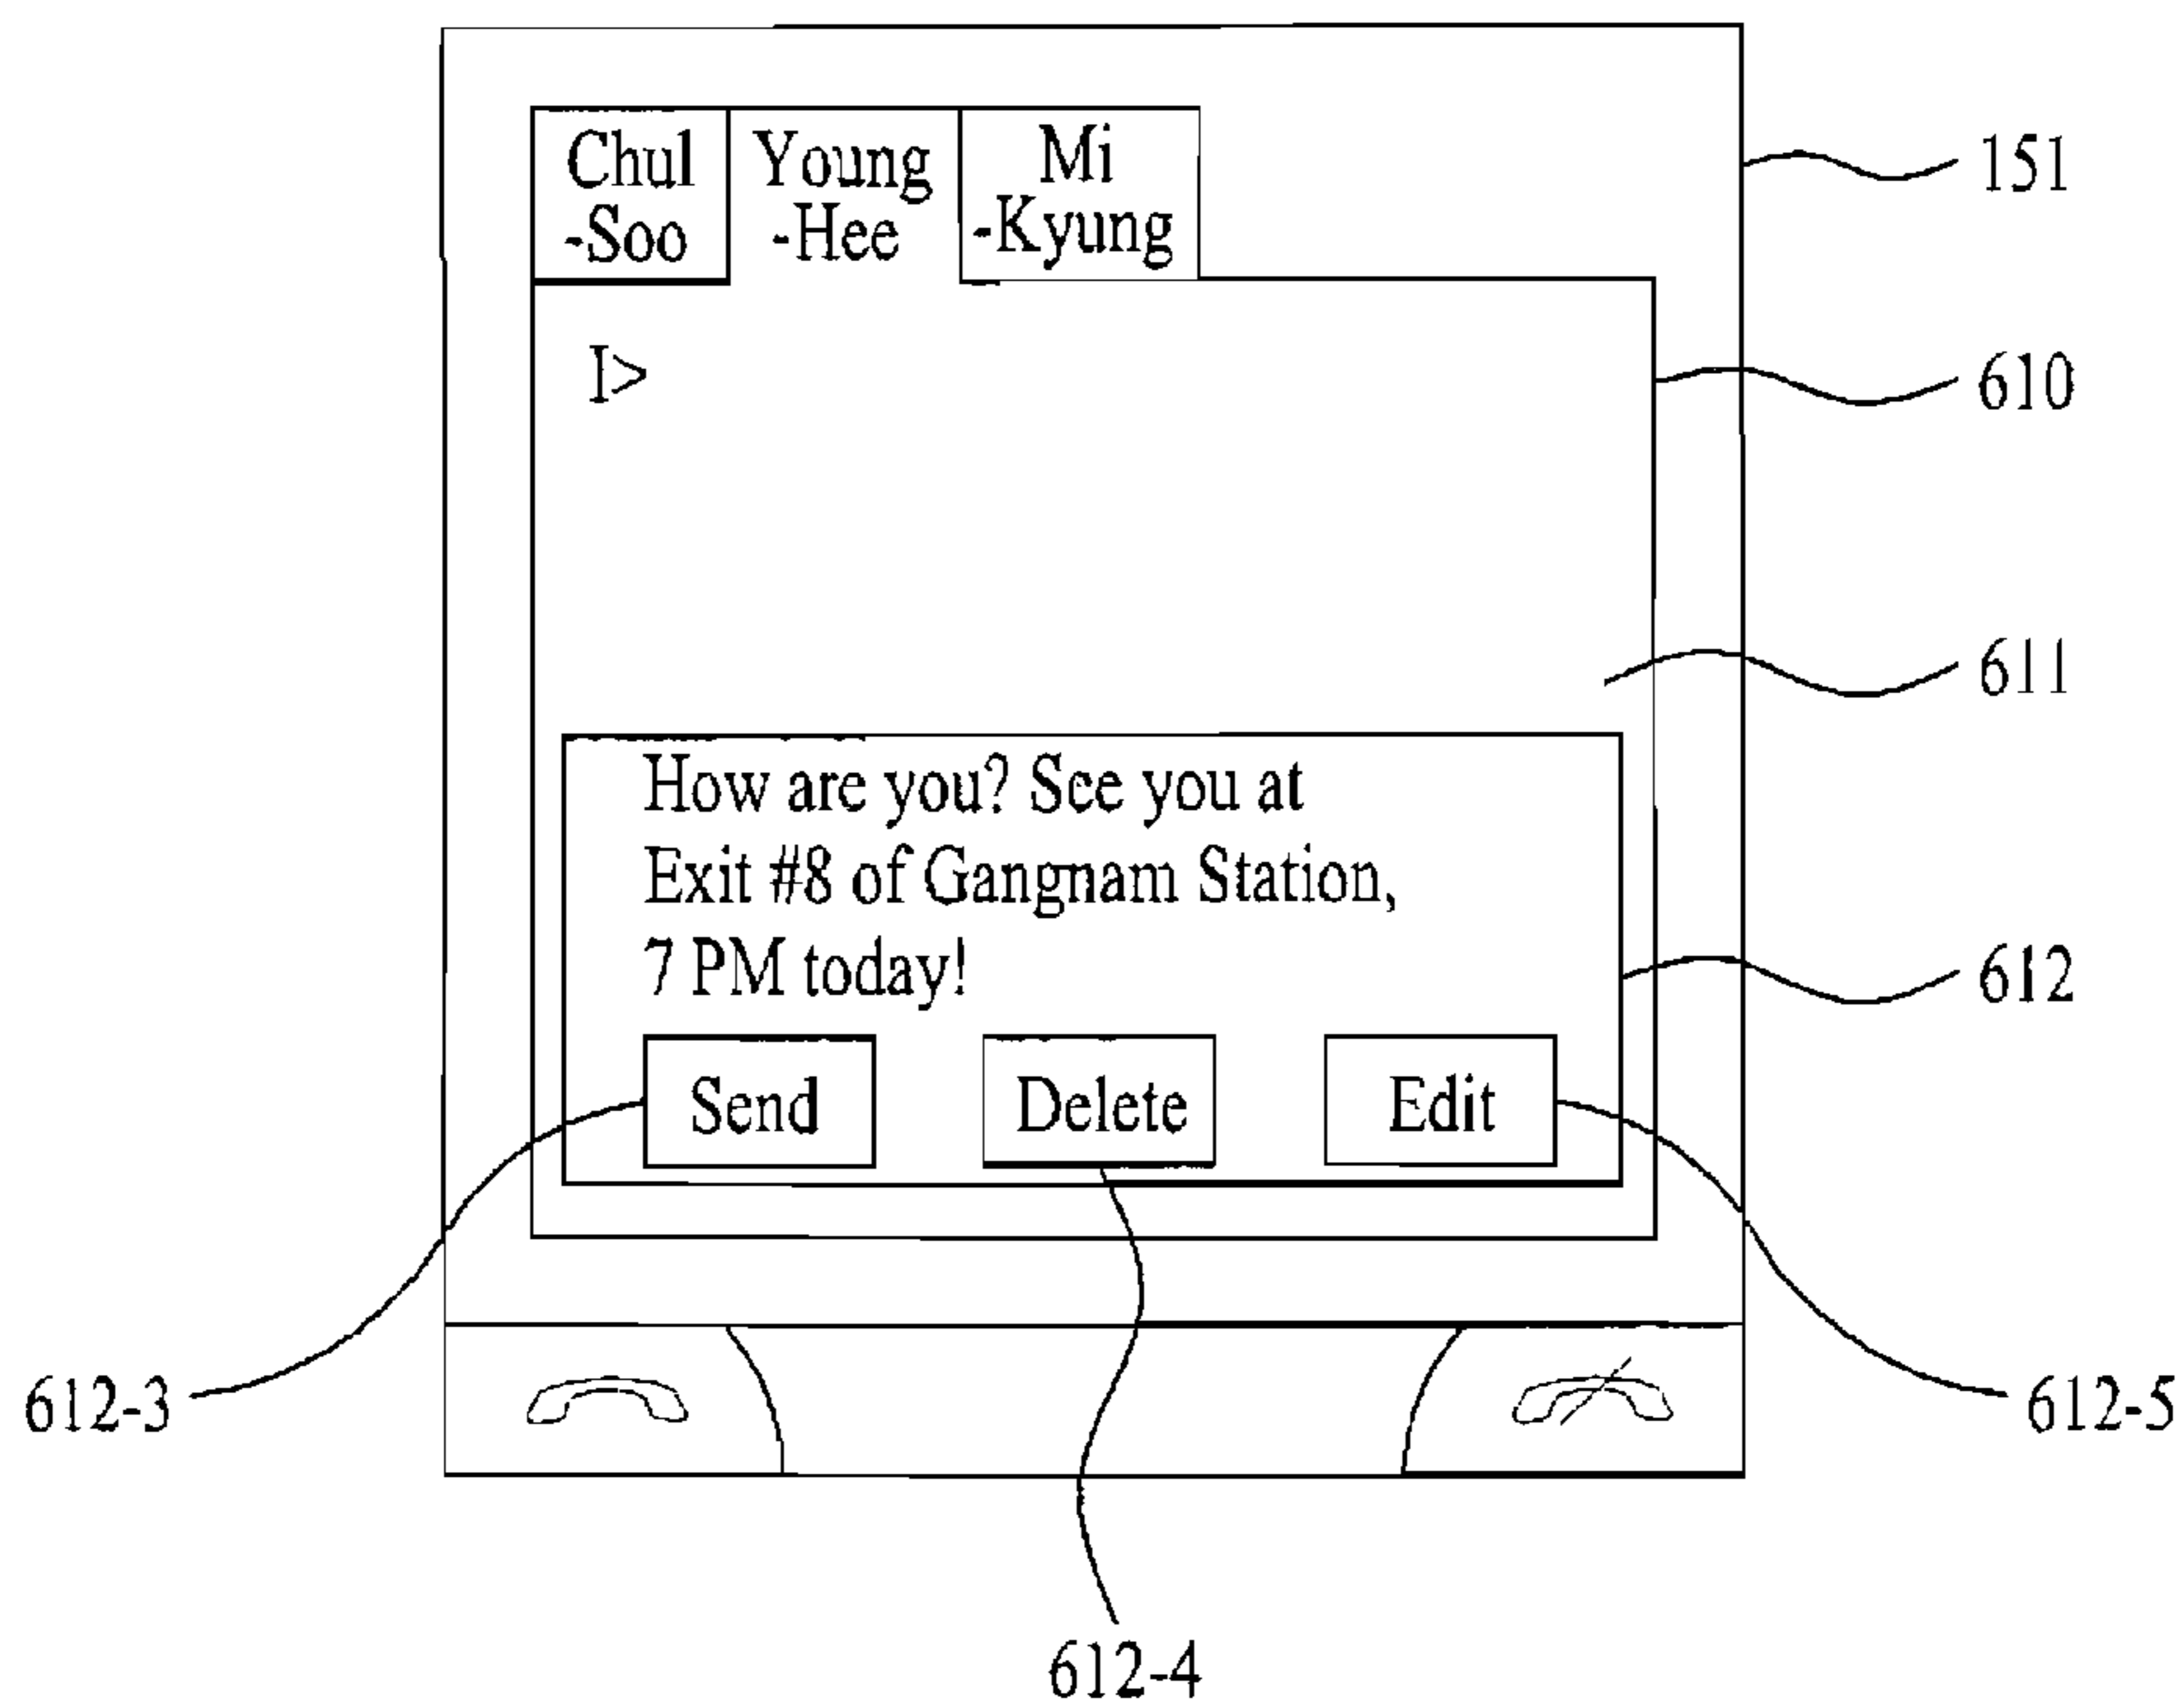 Chul
-Soo
Young
-Hee
Mi
-Kyung
151
I>
610
611
How are you? See you at
Exit #8 of Gangnam Station,
7 PM today!
612
Send
Delete
Edit
612-3
612-5
612-4